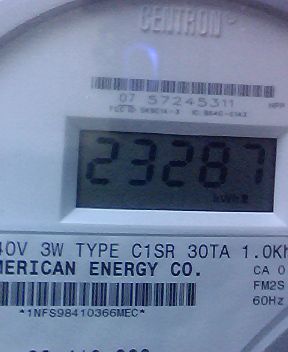 CENTRON
07 57245311
23287
40V 3W TYPE C1SR 30TA 1.0Kh
MERICAN ENERGY CO.
CA 0
FM2S
60Hz
*1NFS98410366MEC*